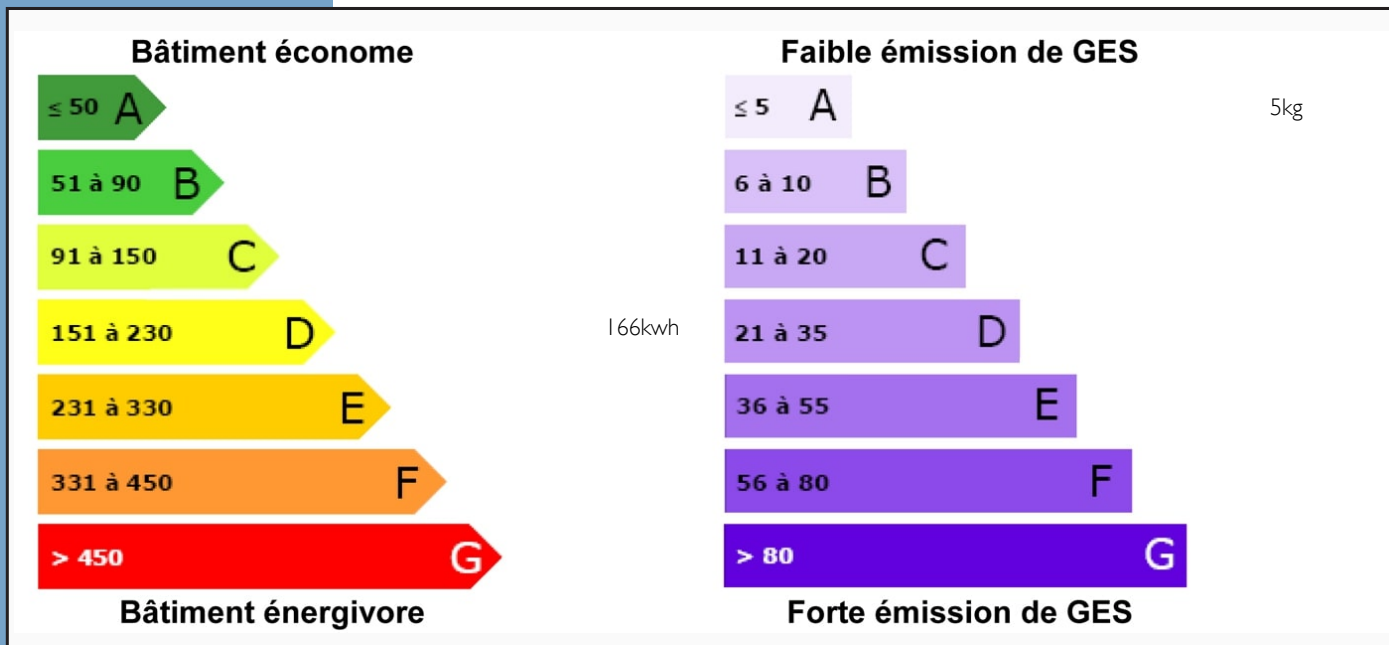 Bâtiment économe
≤ 50 A
51 à 90 B
91 à 150 C
151 à 230 D
166kwh
231 à 330 E
331 à 450 F
> 450 G
Bâtiment énergivore
Faible émission de GES
≤ 5 A
5kg
6 à 10 B
11 à 20 C
21 à 35 D
36 à 55 E
56 à 80 F
> 80 G
Forte émission de GES